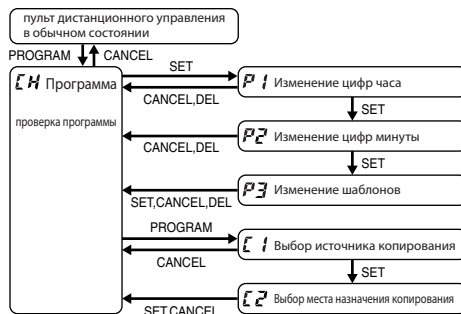 пульт дистанционного управления
в обычном состоянии
PROGRAM CANCEL
SET
CH Программа
P1 Изменение цифр часа
CANCEL,DEL
SET
проверка программы
P2 Изменение цифр минуты
CANCEL,DEL
SET
P3 Изменение шаблонов
SET,CANCEL,DEL
PROGRAM
C1 Выбор источника копирования
CANCEL
SET
C2 Выбор места назначения копирования
SET,CANCEL